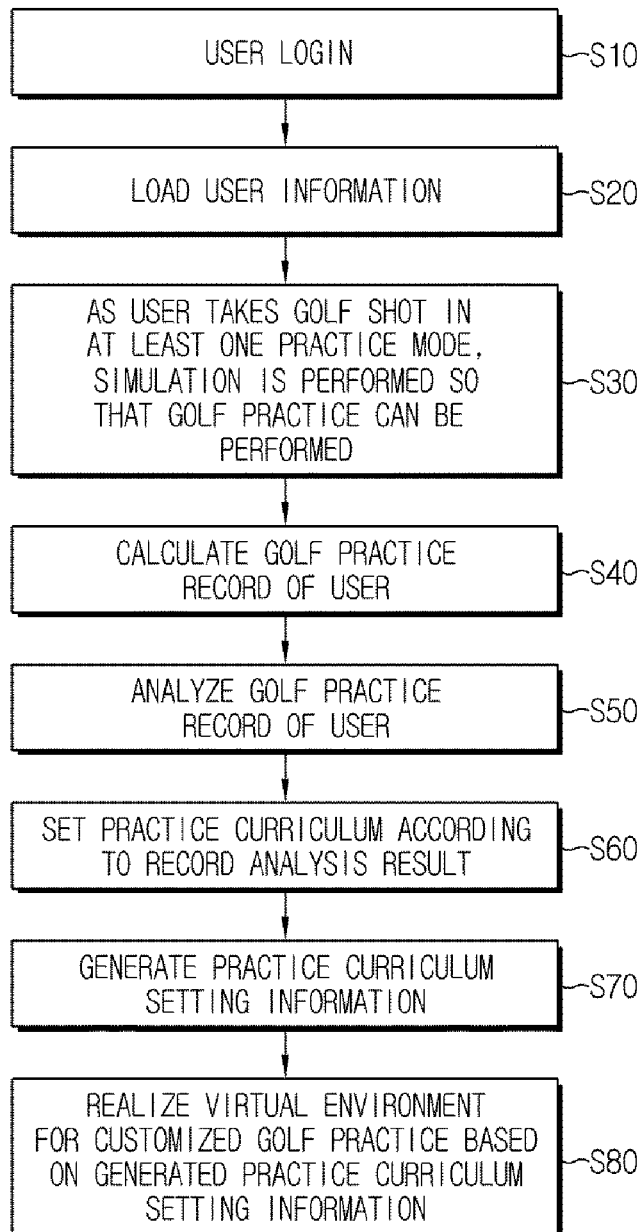 USER LOGIN
S10
LOAD USER INFORMATION
S20
AS USER TAKES GOLF SHOT IN
AT LEAST ONE PRACTICE MODE,
SIMULATION IS PERFORMED SO
THAT GOLF PRACTICE CAN BE
PERFORMED
S30
CALCULATE GOLF PRACTICE
RECORD OF USER
S40
ANALYZE GOLF PRACTICE
RECORD OF USER
S50
SET PRACTICE CURRICULUM ACCORDING
TO RECORD ANALYSIS RESULT
S60
GENERATE PRACTICE CURRICULUM
SETTING INFORMATION
S70
REALIZE VIRTUAL ENVIRONMENT
FOR CUSTOMIZED GOLF PRACTICE BASED
ON GENERATED PRACTICE CURRICULUM
SETTING INFORMATION
S80